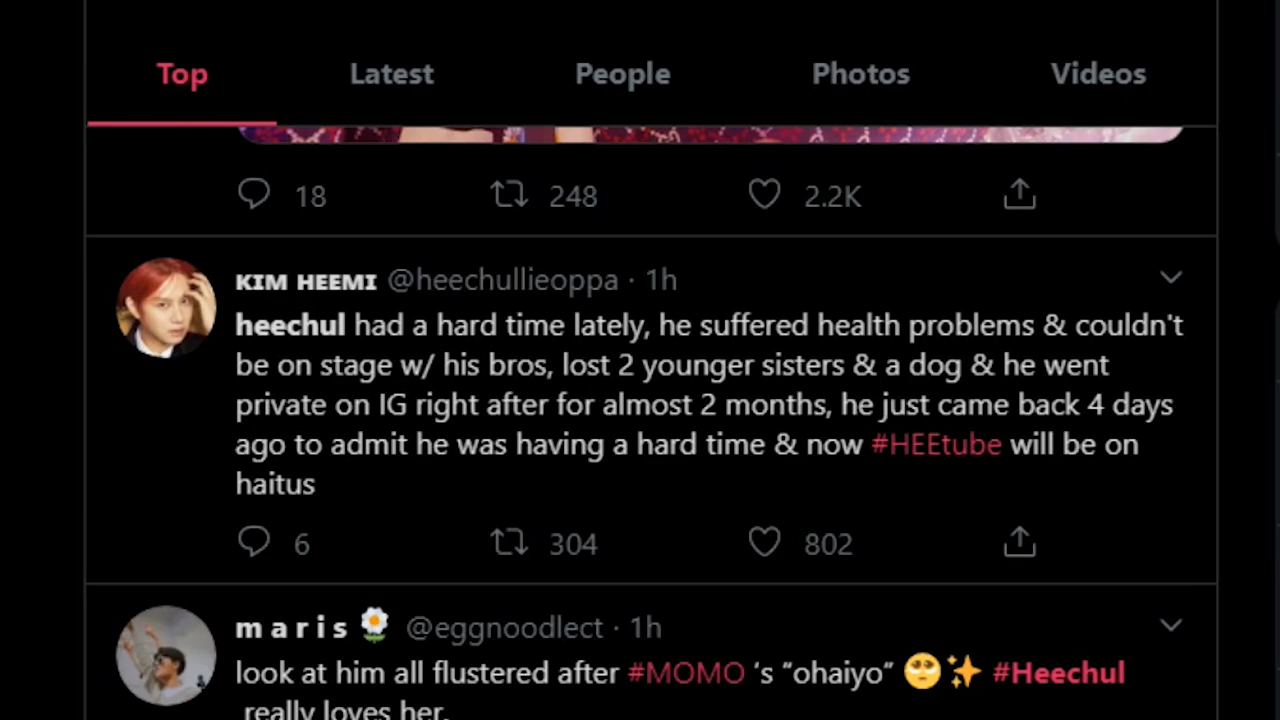 Top Latest People Photos Videos
18 248 2.2K
KIM HEEMI @heechullieoppa · 1h
heechul had a hard time lately, he suffered health problems & couldn't
be on stage w/ his bros, lost 2 younger sisters & a dog & he went
private on IG right after for almost 2 months, he just came back 4 days
ago to admit he was having a hard time & now #HEEtube will be on
haitus
6 304 802
m a r i s 🌼 @eggnoodlect · 1h
look at him all flustered after #MOMO 's “ohaiyo” 🥺✨ #Heechul
really loves her.